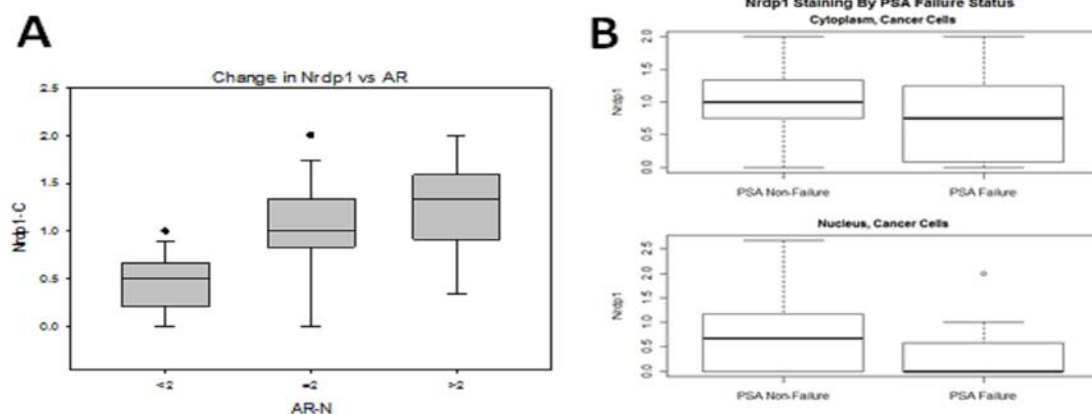 A
Change in Nrdp1 vs AR
2.5
2.0
1.5
1.0
0.5
0.0
Nrdp1-C
<2
=2
>2
AR-N
B
Nrdp1 Staining By PSA Failure Status
Cytoplasm, Cancer Cells
2.0
1.5
1.0
0.5
0.0
Nrdp1
PSA Non-Failure PSA Failure
Nucleus, Cancer Cells
2.5
2.0
1.5
1.0
0.5
0.0
Nrdp1
PSA Non-Failure PSA Failure